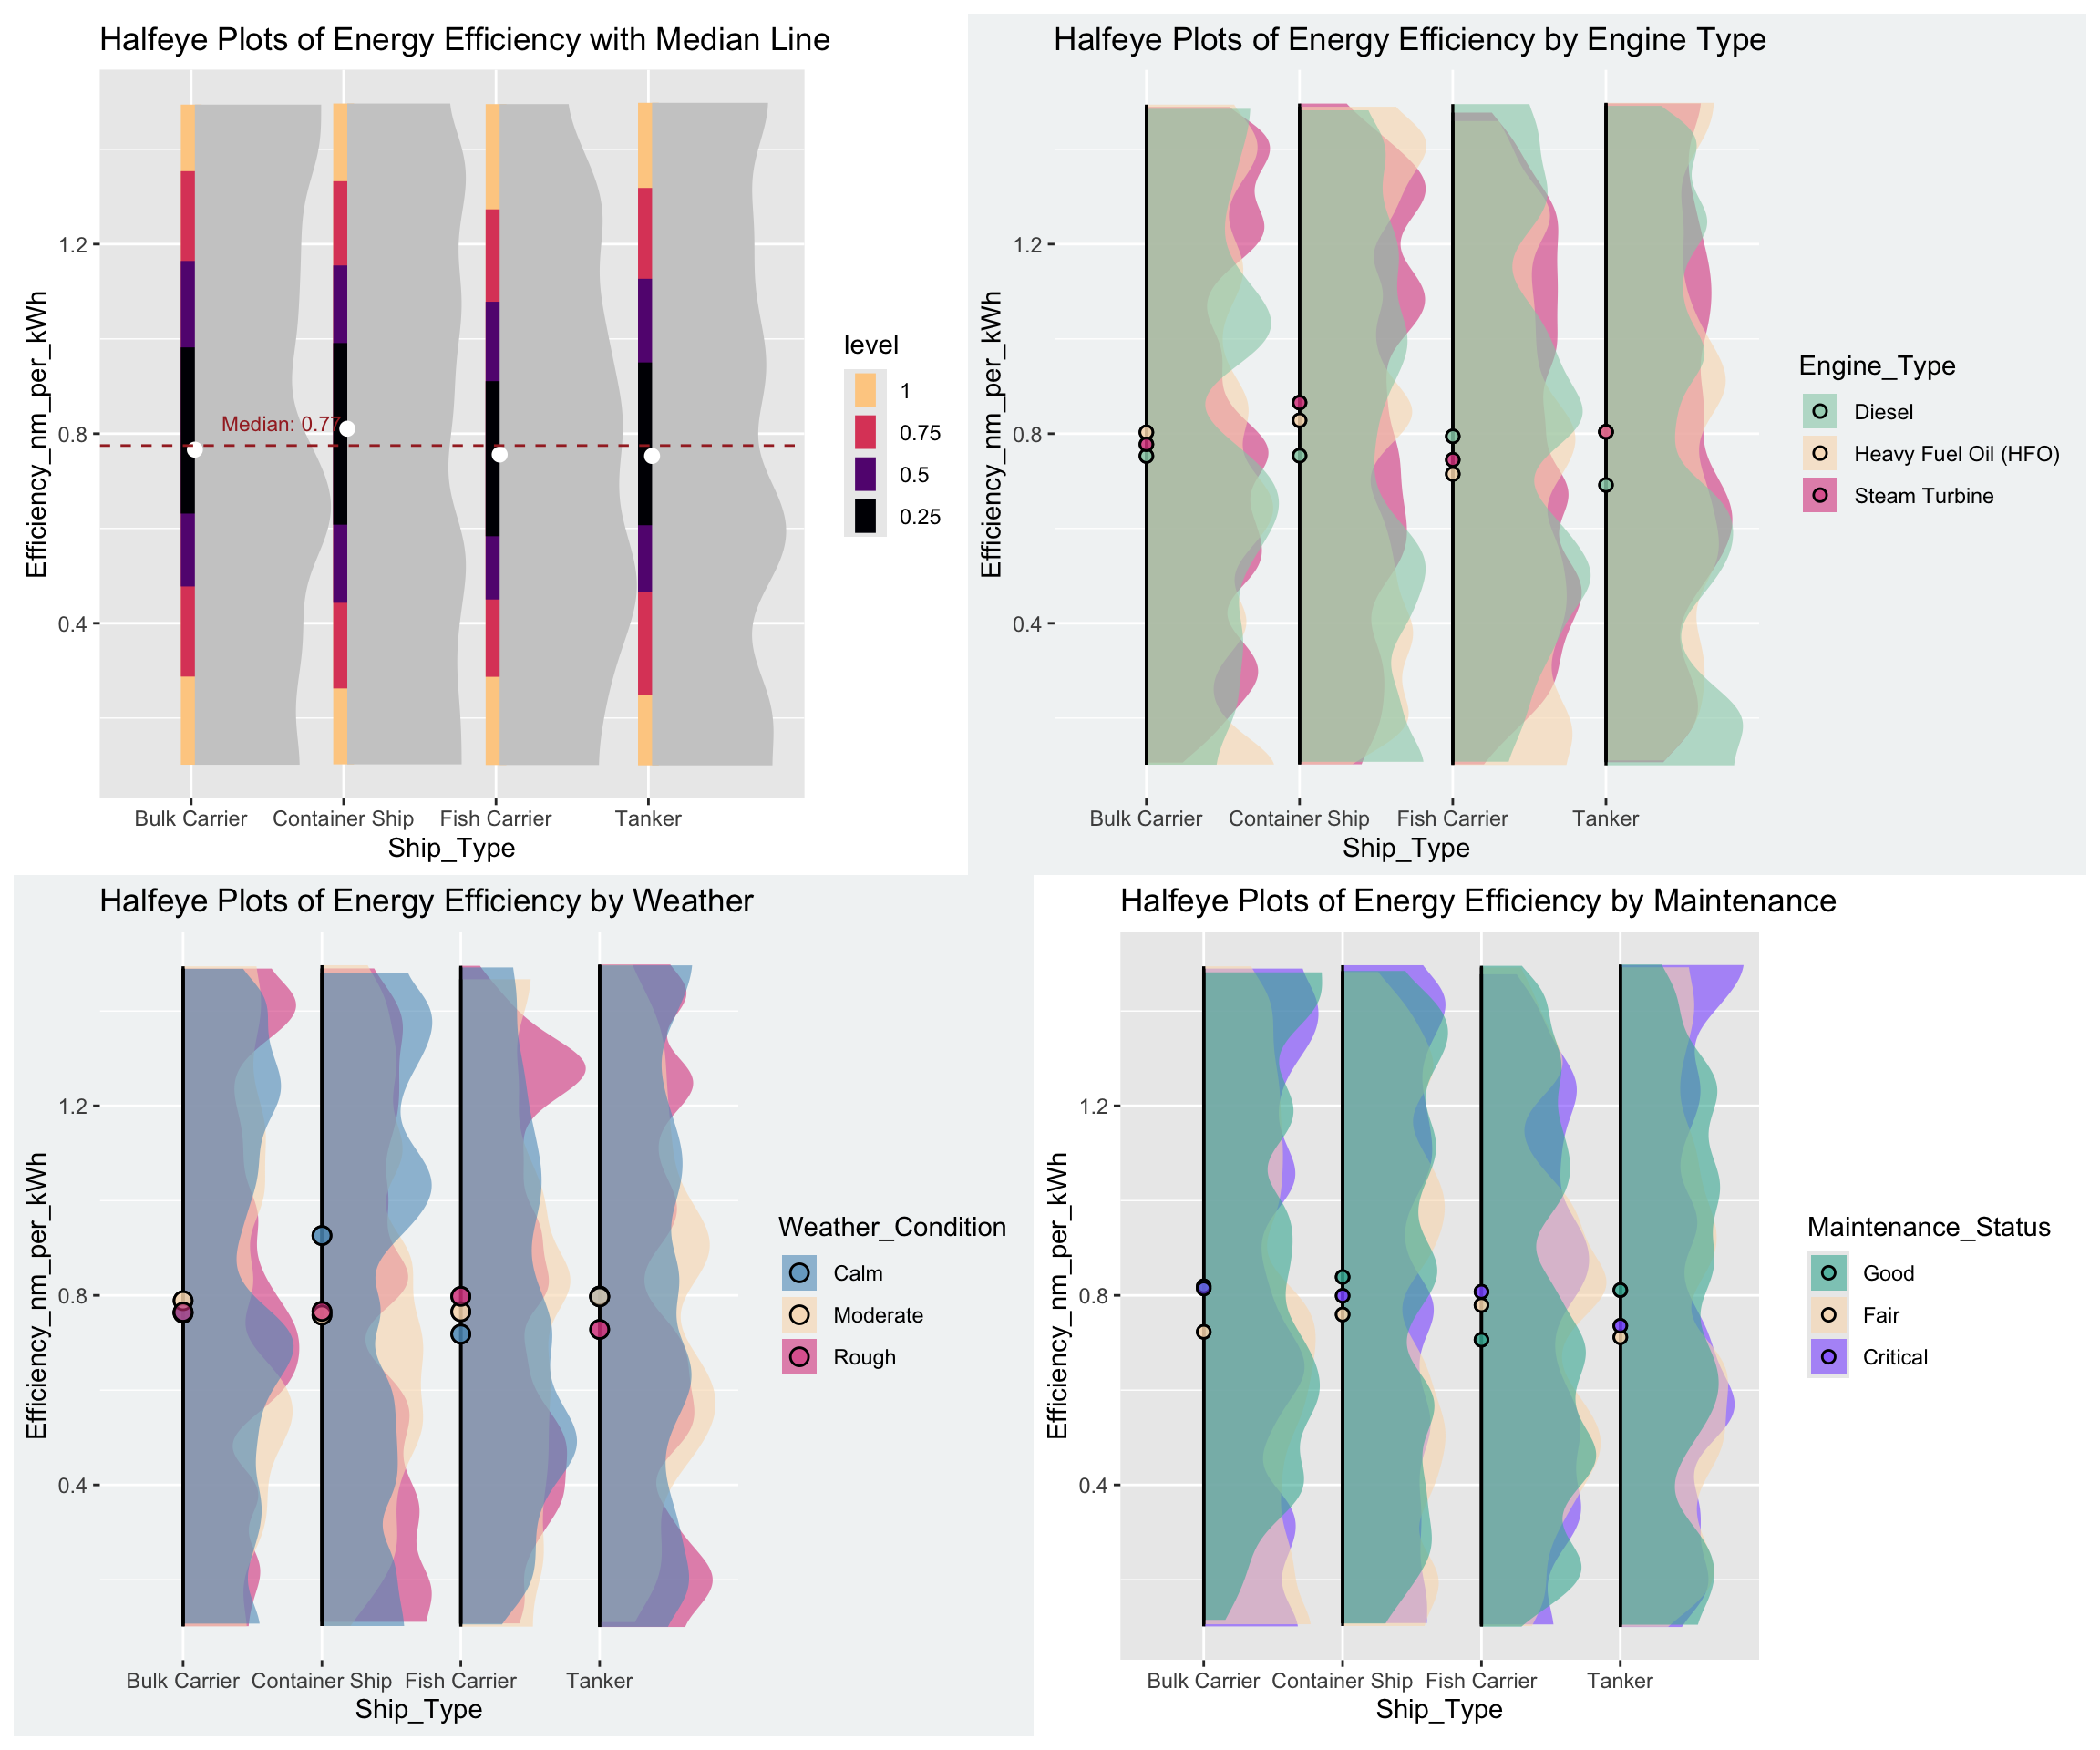 Halfeye Plots of Energy Efficiency with Median Line
Efficiency_nm_per_kWh
1.2
0.8
0.4
Median: 0.77
Bulk Carrier Container Ship Fish Carrier Tanker
Ship_Type
level
1
0.75
0.5
0.25
Halfeye Plots of Energy Efficiency by Engine Type
Efficiency_nm_per_kWh
1.2
0.8
0.4
Bulk Carrier Container Ship Fish Carrier Tanker
Ship_Type
Engine_Type
Diesel
Heavy Fuel Oil (HFO)
Steam Turbine
Halfeye Plots of Energy Efficiency by Weather
Efficiency_nm_per_kWh
1.2
0.8
0.4
Bulk Carrier Container Ship Fish Carrier Tanker
Ship_Type
Weather_Condition
Calm
Moderate
Rough
Halfeye Plots of Energy Efficiency by Maintenance
Efficiency_nm_per_kWh
1.2
0.8
0.4
Bulk Carrier Container Ship Fish Carrier Tanker
Ship_Type
Maintenance_Status
Good
Fair
Critical